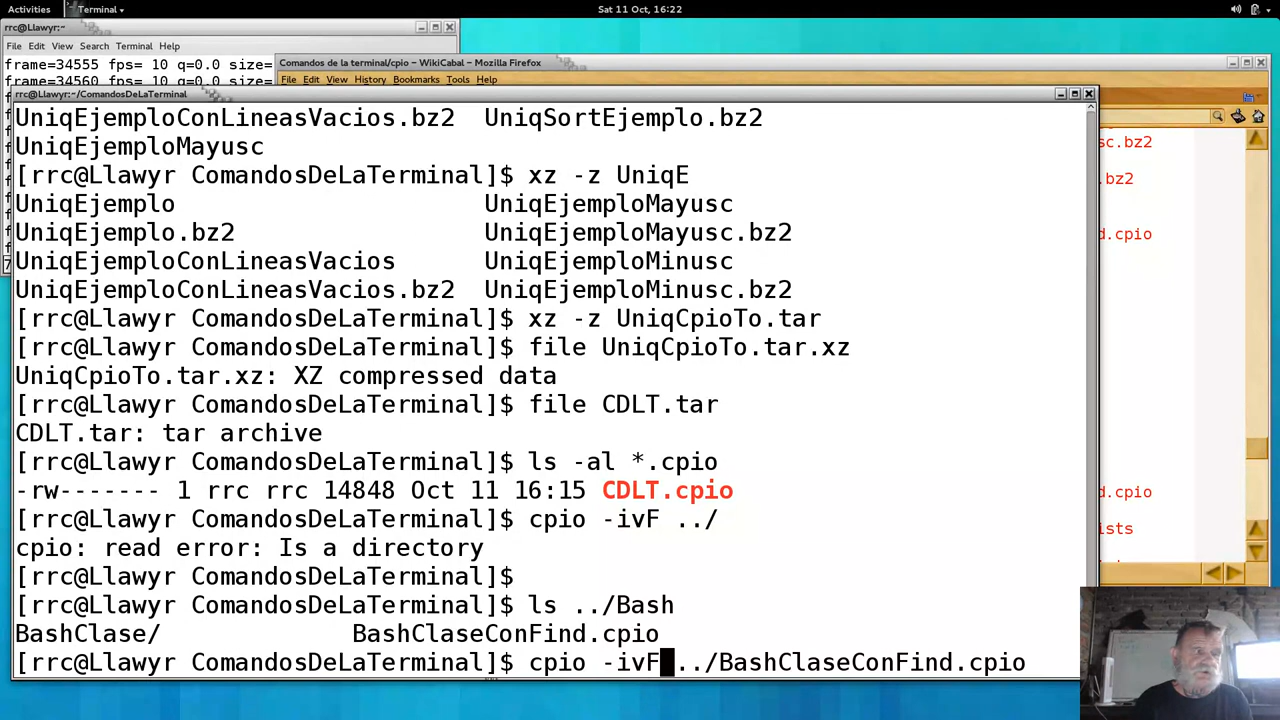 Activities Terminal Sat 11 Oct, 16:22
rrc@Llawyr:~
File Edit View Search Terminal Help
frame=34555 fps= 10 q=0.0 size=
frame=34560 fps= 10 q=0.0 size=
Comandos de la terminal/cpio – WikiCabal – Mozilla Firefox
File Edit View History Bookmarks Tools Help
rrc@Llawyr:~/ComandosDeLaTerminal
UniqEjemploConLineasVacios.bz2 UniqSortEjemplo.bz2
UniqEjemploMayusc
[rrc@Llawyr ComandosDeLaTerminal]$ xz -z UniqE
UniqEjemplo UniqEjemploMayusc
UniqEjemplo.bz2 UniqEjemploMayusc.bz2
UniqEjemploConLineasVacios UniqEjemploMinusc
UniqEjemploConLineasVacios.bz2 UniqEjemploMinusc.bz2
[rrc@Llawyr ComandosDeLaTerminal]$ xz -z UniqCpioTo.tar
[rrc@Llawyr ComandosDeLaTerminal]$ file UniqCpioTo.tar.xz
UniqCpioTo.tar.xz: XZ compressed data
[rrc@Llawyr ComandosDeLaTerminal]$ file CDLT.tar
CDLT.tar: tar archive
[rrc@Llawyr ComandosDeLaTerminal]$ ls -al *.cpio
-rw------- 1 rrc rrc 14848 Oct 11 16:15 CDLT.cpio
[rrc@Llawyr ComandosDeLaTerminal]$ cpio -ivF ../
cpio: read error: Is a directory
[rrc@Llawyr ComandosDeLaTerminal]$
[rrc@Llawyr ComandosDeLaTerminal]$ ls ../Bash
BashClase/ BashClaseConFind.cpio
[rrc@Llawyr ComandosDeLaTerminal]$ cpio -ivF ../BashClaseConFind.cpio
sc.bz2
.bz2
d.cpio
d.cpio
ists